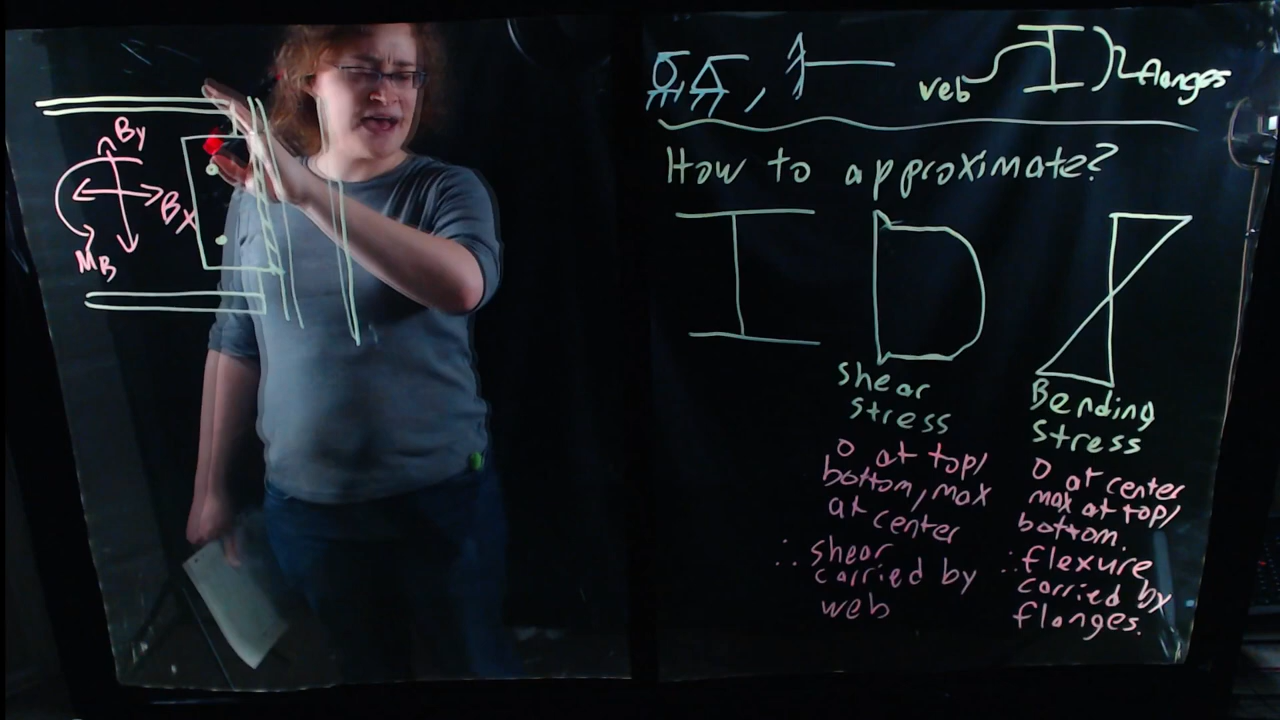 By
Bx
MB
web
flanges
How to approximate?
shear
stress
0 at top/
bottom, max
at center
∴ shear
carried by
web
Bending
stress
0 at center
max at top/
bottom.
∴ flexure
carried by
flanges.